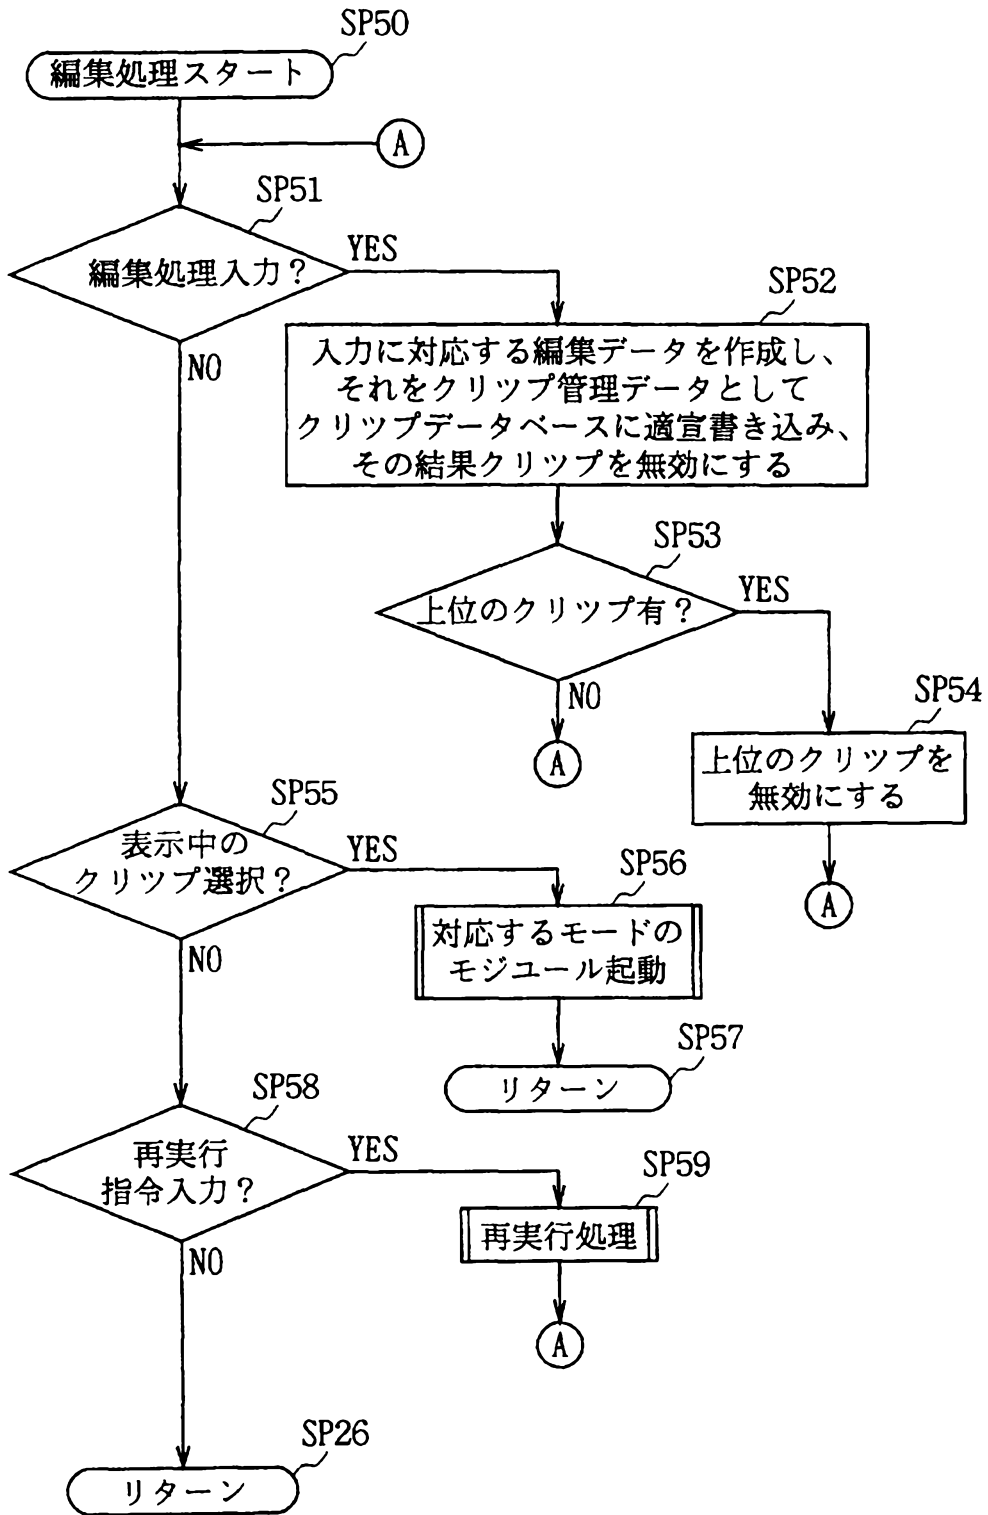 SP50
編集処理スタート
A
SP51
編集処理入力？
YES
NO
SP52
入力に対応する編集データを作成し、
それをクリツプ管理データとして
クリツプデータベースに適宣書き込み、
その結果クリツプを無効にする
SP53
上位のクリツプ有？
YES
NO
A
SP54
上位のクリツプを
無効にする
A
SP55
表示中の
クリツプ選択？
YES
NO
SP56
対応するモードの
モジユール起動
SP57
リターン
SP58
再実行
指令入力？
YES
NO
SP59
再実行処理
A
SP26
リターン